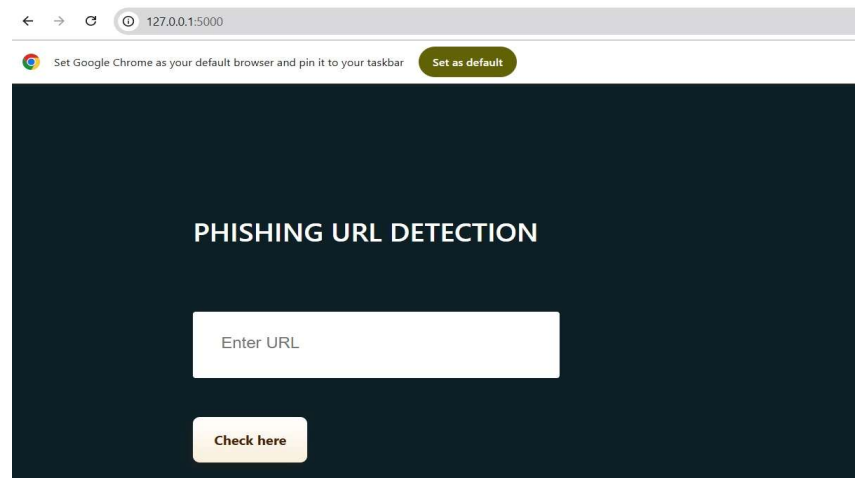 127.0.0.1:5000
Set Google Chrome as your default browser and pin it to your taskbar Set as default
PHISHING URL DETECTION
Enter URL
Check here